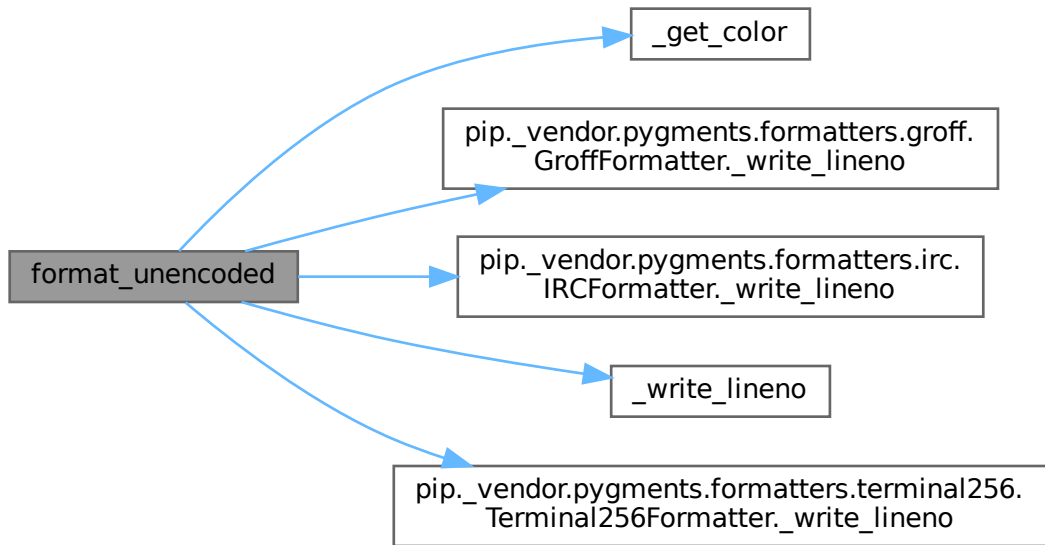 _get_color
pip._vendor.pygments.formatters.groff.
GroffFormatter._write_lineno
format_unencoded
pip._vendor.pygments.formatters.irc.
IRCFormatter._write_lineno
_write_lineno
pip._vendor.pygments.formatters.terminal256.
Terminal256Formatter._write_lineno